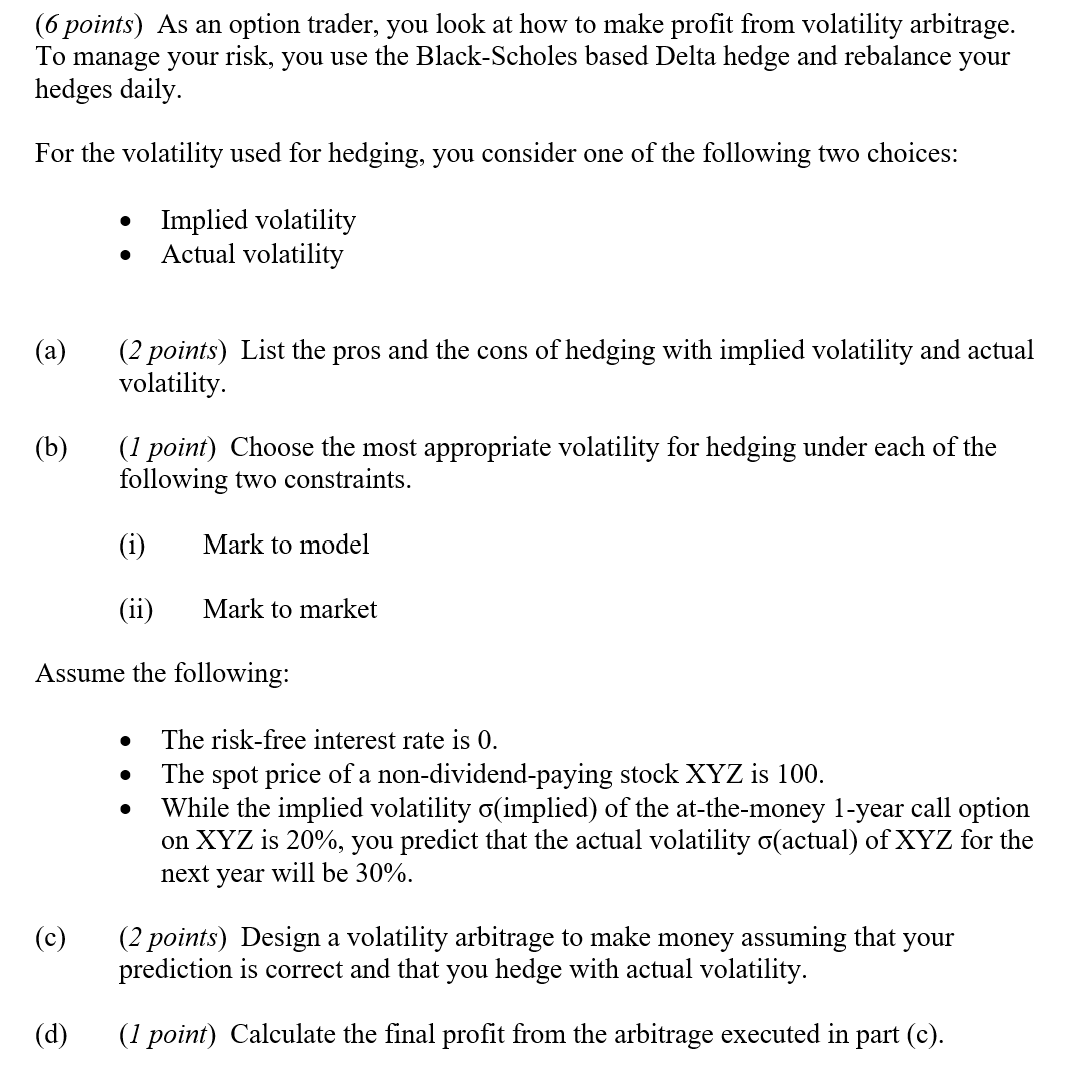 (6 points) As an option trader, you look at how to make profit from volatility arbitrage.
To manage your risk, you use the Black-Scholes based Delta hedge and rebalance your
hedges daily.
For the volatility used for hedging, you consider one of the following two choices:
• Implied volatility
• Actual volatility
(a) (2 points) List the pros and the cons of hedging with implied volatility and actual
volatility.
(b) (1 point) Choose the most appropriate volatility for hedging under each of the
following two constraints.
(i) Mark to model
(ii) Mark to market
Assume the following:
• The risk-free interest rate is 0.
• The spot price of a non-dividend-paying stock XYZ is 100.
• While the implied volatility σ(implied) of the at-the-money 1-year call option
on XYZ is 20%, you predict that the actual volatility σ(actual) of XYZ for the
next year will be 30%.
(c) (2 points) Design a volatility arbitrage to make money assuming that your
prediction is correct and that you hedge with actual volatility.
(d) (1 point) Calculate the final profit from the arbitrage executed in part (c).